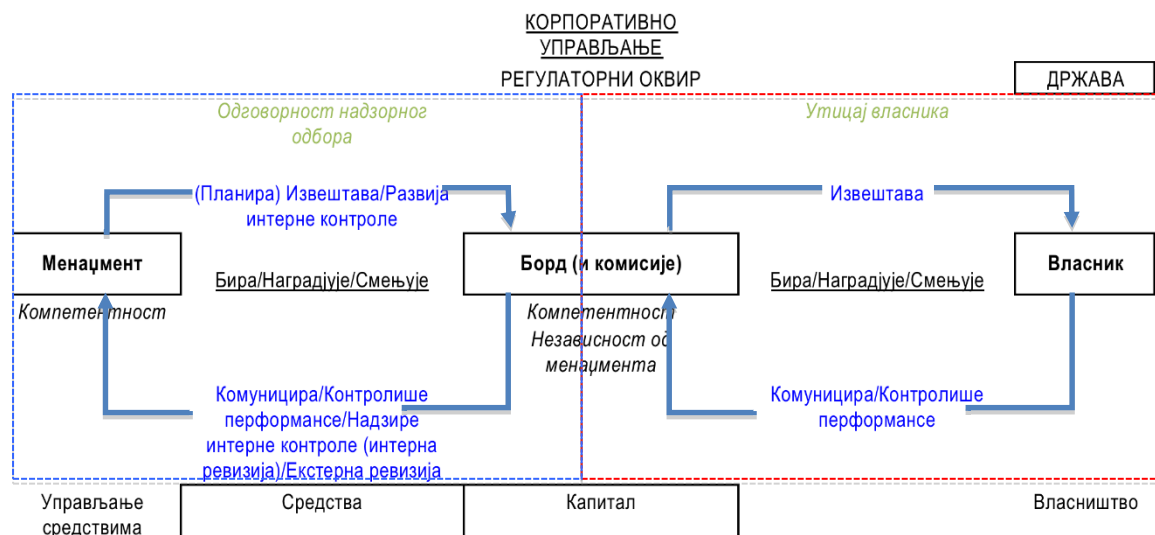 КОРПОРАТИВНО
УПРАВЉАЊЕ
РЕГУЛАТОРНИ ОКВИР
ДРЖАВА
Одговорност надзорног
одбора
Утицај власника
(Планира) Извештава/Развија
интерне контроле
Извештава
Менаџмент
Бира/Наградјује/Смењује
Борд (и комисије)
Бира/Наградјује/Смењује
Власник
Компетентност
Компетентност
Независност од
менаџмента
Комуницира/Контролише
перформансе/Надзире
интерне контроле (интерна
ревизија)/Екстерна ревизија
Комуницира/Контролише
перформансе
Управљање
средствима
Средства
Капитал
Власништво